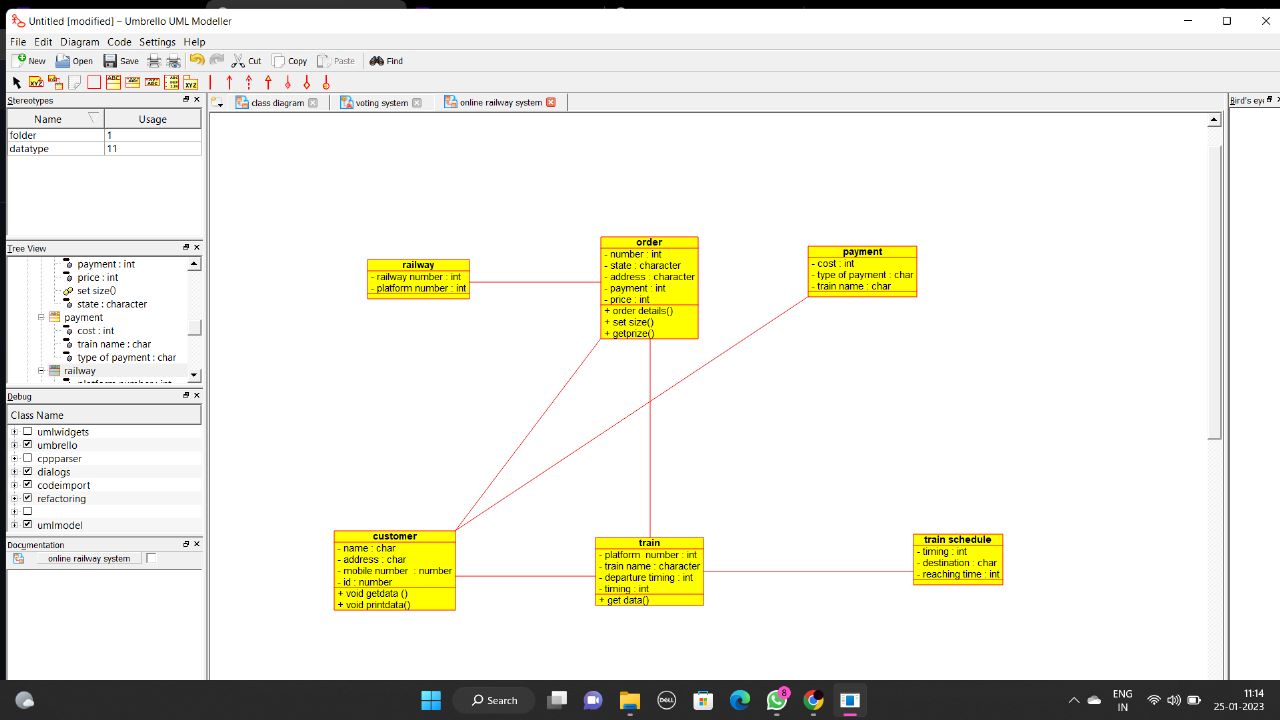 Untitled [modified] – Umbrello UML Modeller
File Edit Diagram Code Settings Help
New Open Save Cut Copy Paste Find
Stereotypes
Name Usage
folder 1
datatype 11
Tree View
payment : int
price : int
set size()
state : character
payment
cost : int
train name : char
type of payment : char
railway
Debug
Class Name
umlwidgets
umbrello
cppparser
dialogs
codeimport
refactoring
umlmodel
Documentation
online railway system
class diagram voting system online railway system
Bird's ey
railway
- railway number : int
- platform number : int
order
- number : int
- state : character
- address : character
- payment : int
- price : int
+ order details()
+ set size()
+ getprize()
payment
- cost : int
- type of payment : char
- train name : char
customer
- name : char
- address : char
- mobile number : number
- id : number
+ void getdata ()
+ void printdata()
train
- platform number : int
- train name : character
- departure timing : int
- timing : int
+ get data()
train schedule
- timing : int
- destination : char
- reaching time : int
Search
DELL
8
ENG
IN
11:14
25-01-2023